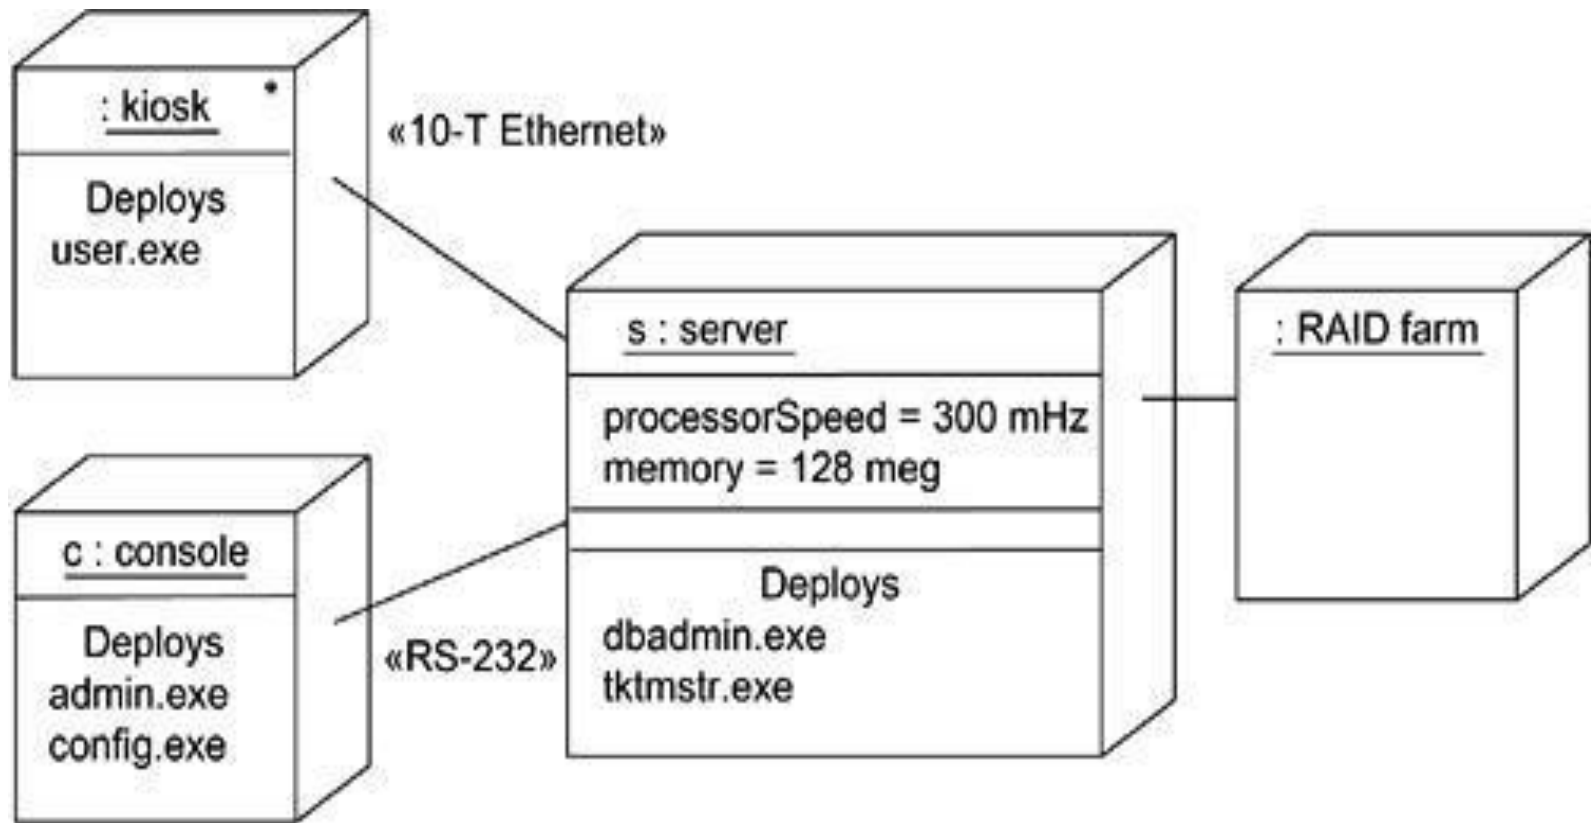 : kiosk *
Deploys
user.exe
«10-T Ethernet»
c : console
Deploys
admin.exe
config.exe
«RS-232»
s : server
processorSpeed = 300 mHz
memory = 128 meg
Deploys
dbadmin.exe
tktmstr.exe
: RAID farm